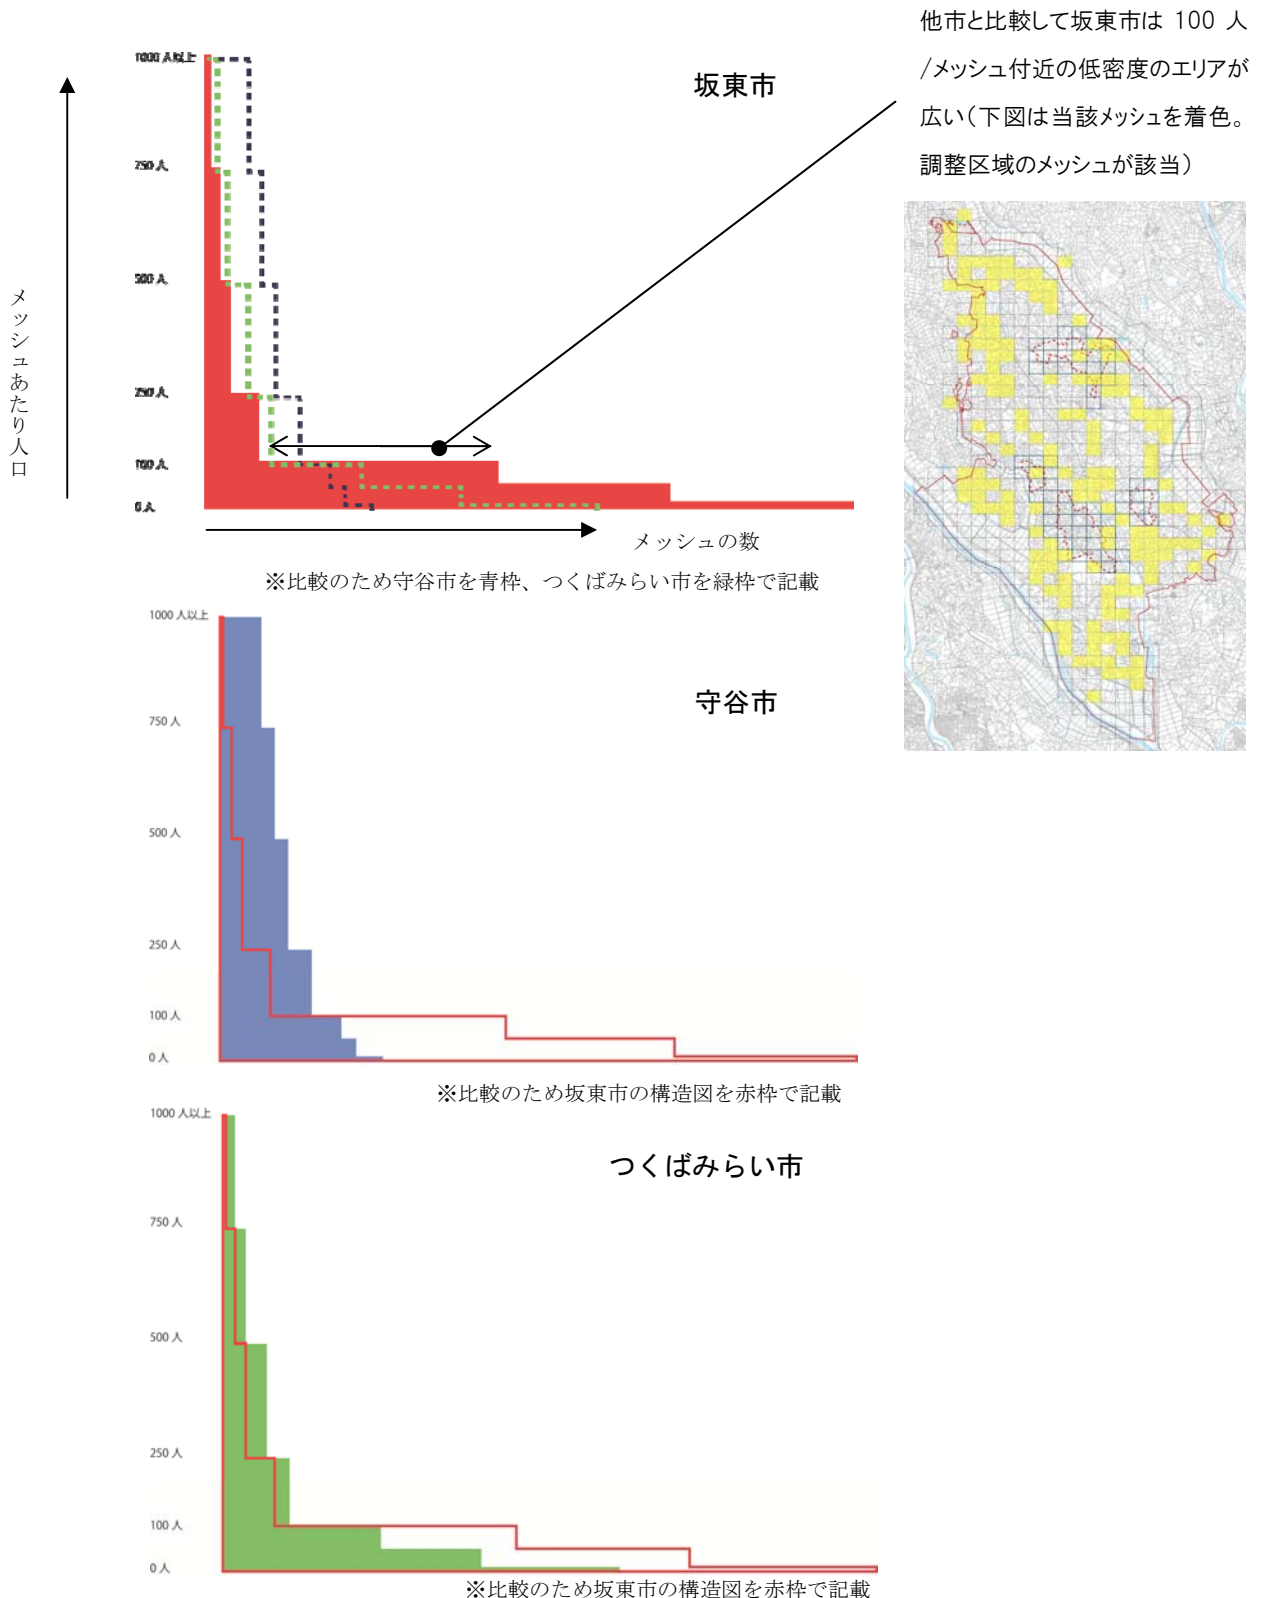 他市と比較して坂東市は 100 人
/メッシュ付近の低密度のエリアが
広い（下図は当該メッシュを着色。
調整区域のメッシュが該当）
坂東市
1000 人以上
750 人
500 人
250 人
100 人
0 人
メッシュあたり人口
メッシュの数
※比較のため守谷市を青枠、つくばみらい市を緑枠で記載
守谷市
1000 人以上
750 人
500 人
250 人
100 人
0 人
※比較のため坂東市の構造図を赤枠で記載
つくばみらい市
1000 人以上
750 人
500 人
250 人
100 人
0 人
※比較のため坂東市の構造図を赤枠で記載